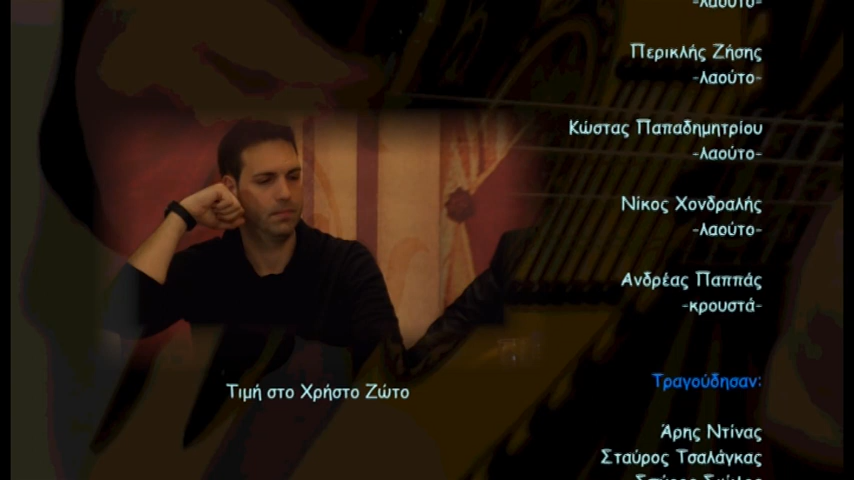 -λαούτο-
Περικλής Ζήσης
-λαούτο-
Κώστας Παπαδημητρίου
-λαούτο-
Νίκος Χονδραλής
-λαούτο-
Ανδρέας Παππάς
-κρουστά-
Τραγούδησαν:
Άρης Ντίνας
Σταύρος Τσαλάγκας
Τιμή στο Χρήστο Ζώτο